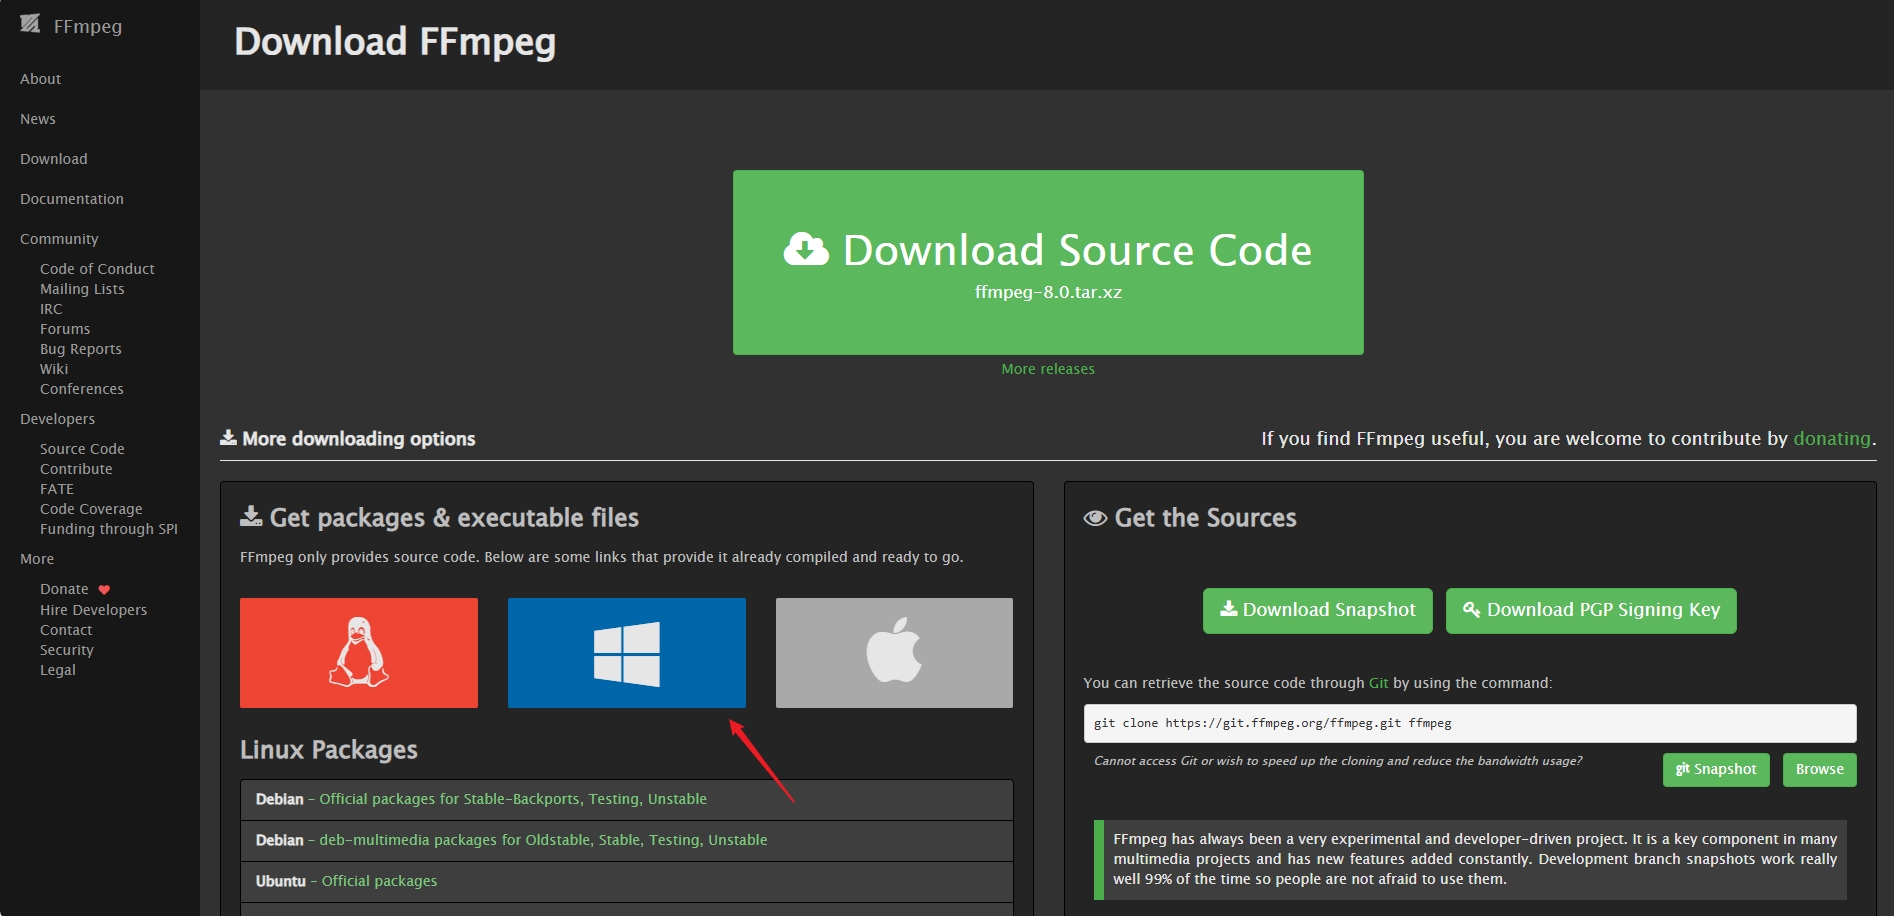 FFmpeg
About
News
Download
Documentation
Community
Code of Conduct
Mailing Lists
IRC
Forums
Bug Reports
Wiki
Conferences
Developers
Source Code
Contribute
FATE
Code Coverage
Funding through SPI
More
Donate
Hire Developers
Contact
Security
Legal
Download FFmpeg
Download Source Code
ffmpeg-8.0.tar.xz
More releases
More downloading options
If you find FFmpeg useful, you are welcome to contribute by donating.
Get packages & executable files
FFmpeg only provides source code. Below are some links that provide it already compiled and ready to go.
Linux Packages
Debian – Official packages for Stable-Backports, Testing, Unstable
Debian – deb-multimedia packages for Oldstable, Stable, Testing, Unstable
Ubuntu – Official packages
Get the Sources
Download Snapshot
Download PGP Signing Key
You can retrieve the source code through Git by using the command:
git clone https://git.ffmpeg.org/ffmpeg.git ffmpeg
Cannot access Git or wish to speed up the cloning and reduce the bandwidth usage?
git Snapshot
Browse
FFmpeg has always been a very experimental and developer-driven project. It is a key component in many
multimedia projects and has new features added constantly. Development branch snapshots work really
well 99% of the time so people are not afraid to use them.